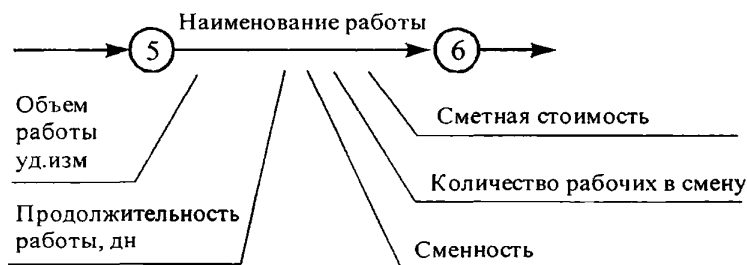 Наименование работы
5
6
Объем
работы
уд.изм
Сметная стоимость
Количество рабочих в смену
Продолжительность
работы, дн
Сменность